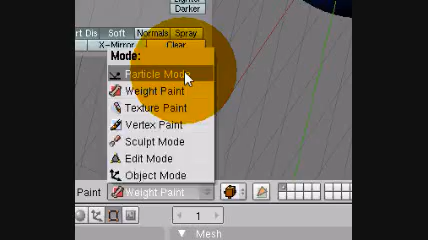 Lighter
Darker
rt Dis Soft Normals Spray
X-Mirror Clear
Mode:
Particle Mode
Weight Paint
Texture Paint
Vertex Paint
Sculpt Mode
Edit Mode
Object Mode
Paint Weight Paint
1
Mesh